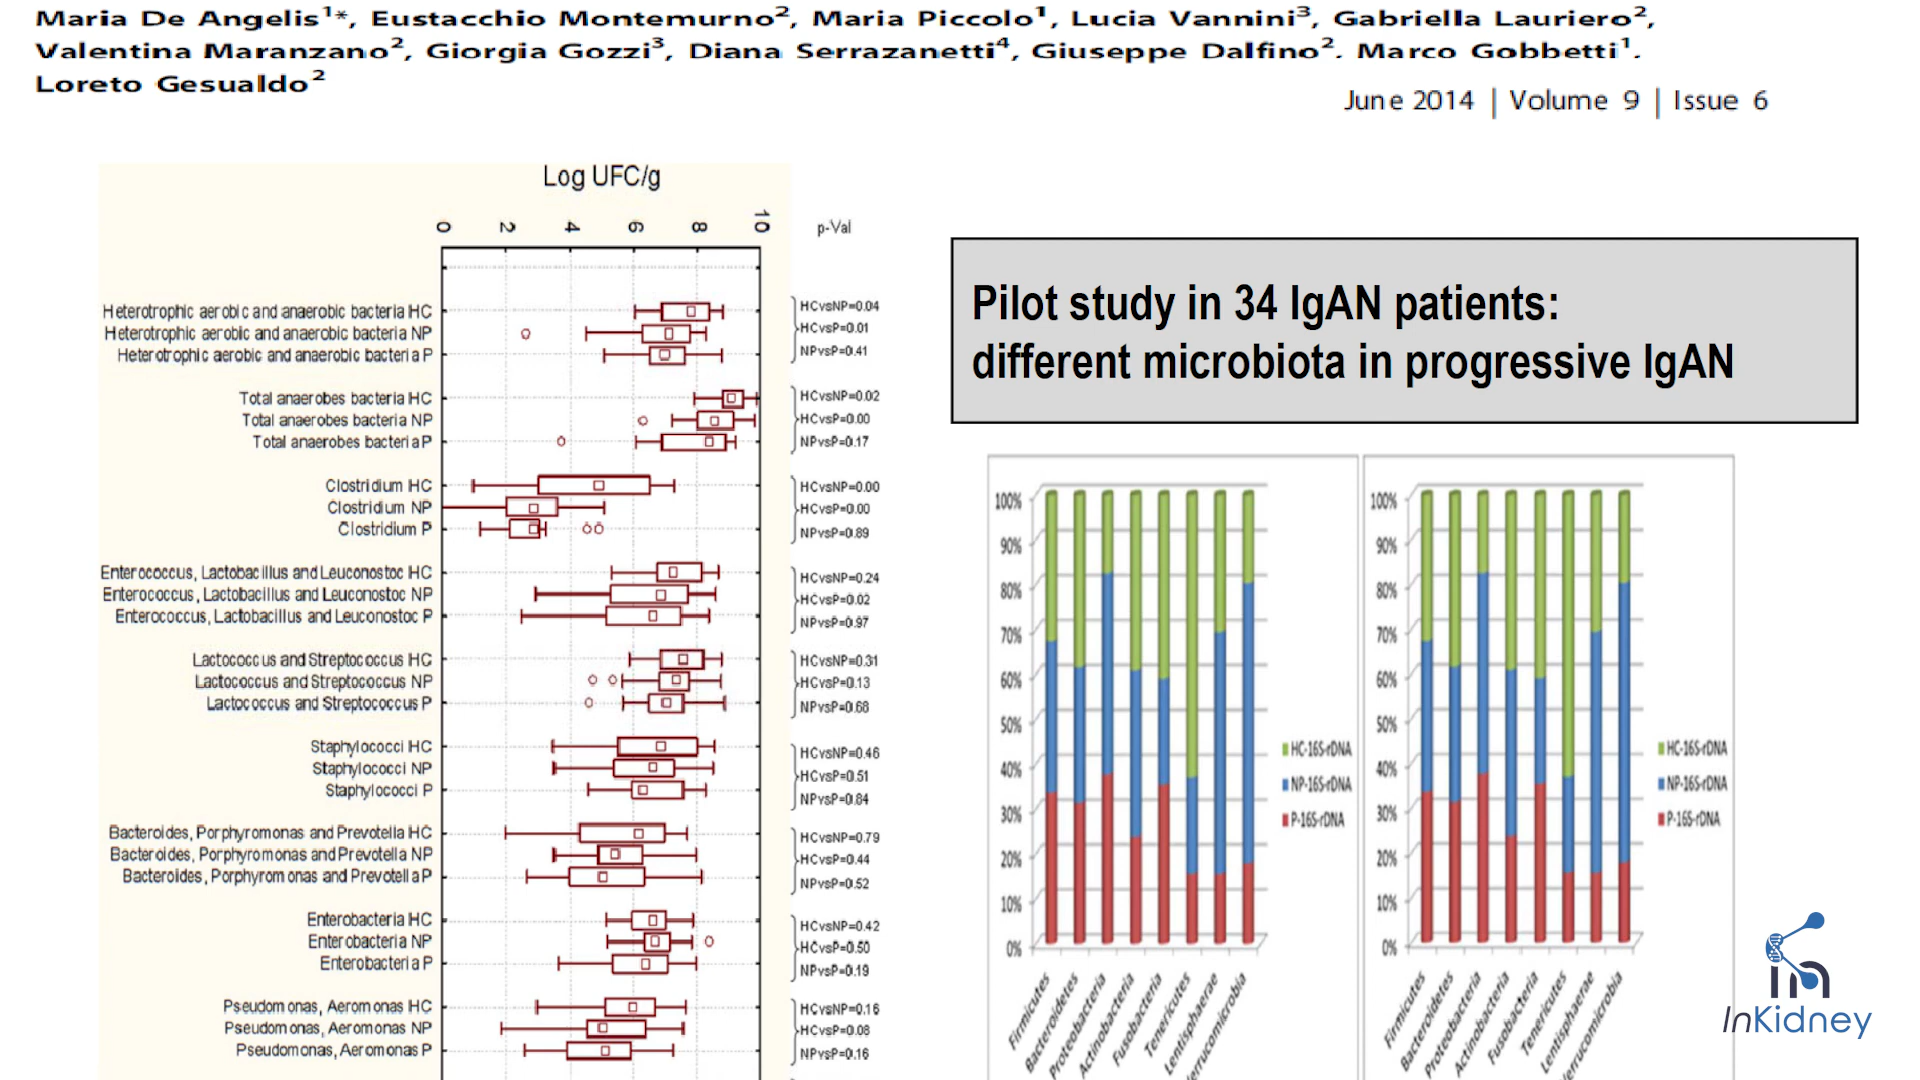 Maria De Angelis1*, Eustacchio Montemurno2, Maria Piccolo1, Lucia Vannini3, Gabriella Lauriero2,
Valentina Maranzano2, Giorgia Gozzi3, Diana Serrazanetti4, Giuseppe Dalfino2, Marco Gobbetti1,
Loreto Gesualdo2
June 2014 | Volume 9 | Issue 6
Log UFC/g
0 2 4 6 8 10
p-Val
Heterotrophic aerobic and anaerobic bacteria HC
Heterotrophic aerobic and anaerobic bacteria NP
Heterotrophic aerobic and anaerobic bacteria P
HCvsNP=0.04
HCvsP=0.01
NPvsP=0.41
Total anaerobes bacteria HC
Total anaerobes bacteria NP
Total anaerobes bacteria P
HCvsNP=0.02
HCvsP=0.00
NPvsP=0.17
Clostridium HC
Clostridium NP
Clostridium P
HCvsNP=0.00
HCvsP=0.00
NPvsP=0.89
Enterococcus, Lactobacillus and Leuconostoc HC
Enterococcus, Lactobacillus and Leuconostoc NP
Enterococcus, Lactobacillus and Leuconostoc P
HCvsNP=0.24
HCvsP=0.02
NPvsP=0.97
Lactococcus and Streptococcus HC
Lactococcus and Streptococcus NP
Lactococcus and Streptococcus P
HCvsNP=0.31
HCvsP=0.13
NPvsP=0.68
Staphylococci HC
Staphylococci NP
Staphylococci P
HCvsNP=0.46
HCvsP=0.51
NPvsP=0.84
Bacteroides, Porphyromonas and Prevotella HC
Bacteroides, Porphyromonas and Prevotella NP
Bacteroides, Porphyromonas and Prevotella P
HCvsNP=0.79
HCvsP=0.44
NPvsP=0.52
Enterobacteria HC
Enterobacteria NP
Enterobacteria P
HCvsNP=0.42
HCvsP=0.50
NPvsP=0.19
Pseudomonas, Aeromonas HC
Pseudomonas, Aeromonas NP
Pseudomonas, Aeromonas P
HCvsNP=0.16
HCvsP=0.08
NPvsP=0.16
Pilot study in 34 IgAN patients:
different microbiota in progressive IgAN
100%
90%
80%
70%
60%
50%
40%
30%
20%
10%
0%
HC-16S-rDNA
NP-16S-rDNA
P-16S-rDNA
Firmicutes
Bacteroidetes
Proteobacteria
Actinobacteria
Fusobacteria
Tenericutes
Lentisphaerae
errucomicrobia
100%
90%
80%
70%
60%
50%
40%
30%
20%
10%
0%
HC-16S-rDNA
NP-16S-rDNA
P-16S-rDNA
Firmicutes
Bacteroidetes
Proteobacteria
Actinobacteria
Fusobacteria
Tenericutes
Lentisphaerae
errucomicrobia
in
InKidney